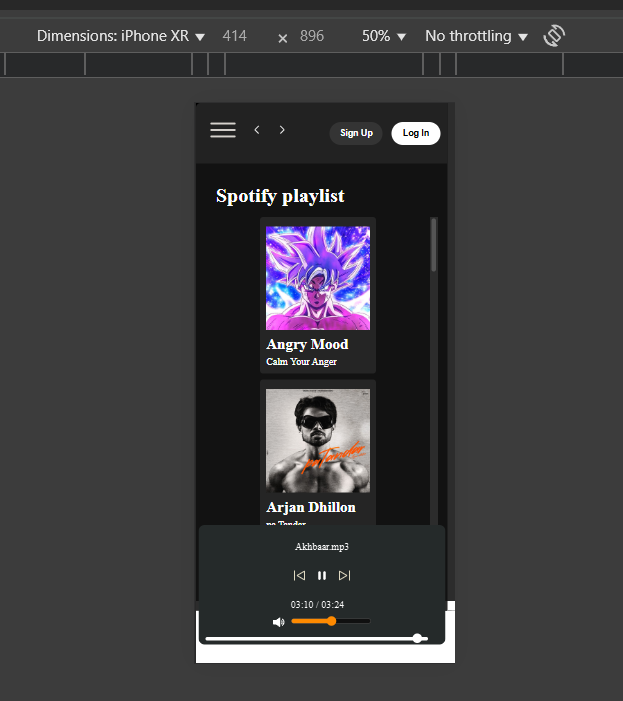 Dimensions: iPhone XR ▼ 414 × 896 50% ▼ No throttling ▼
Sign Up Log In
Spotify playlist
Angry Mood
Calm Your Anger
Arjan Dhillon
Akhbaar.mp3
03:10 / 03:24